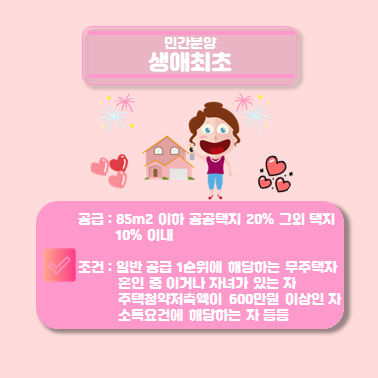 민간분양
생애최초
공급 : 85m2 이하 공공택지 20% 그외 택지
10% 이내
조건 : 일반 공급 1순위에 해당하는 무주택자
혼인 중 이거나 자녀가 있는 자
주택청약저축액이 600만원 이상인 자
소득요건에 해당하는 자 등등